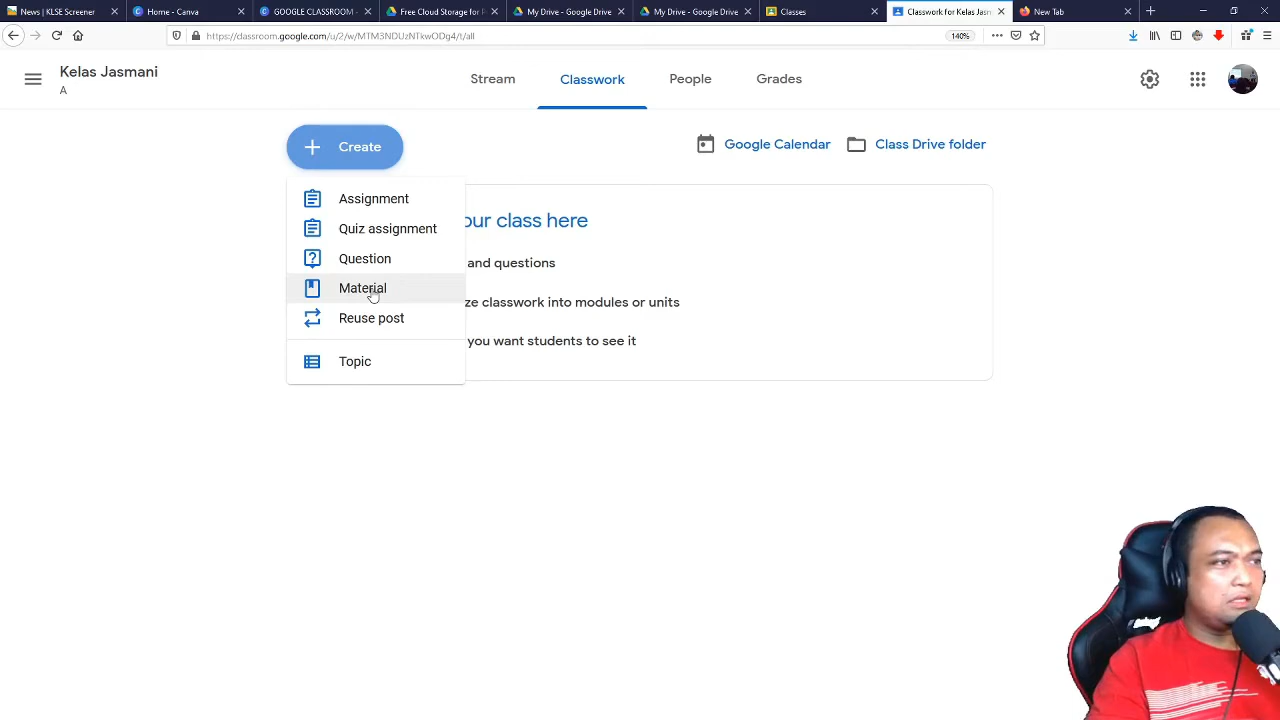 News | KLSE Screener
Home - Canva
GOOGLE CLASSROOM -
Free Cloud Storage for P
My Drive - Google Drive
My Drive - Google Drive
Classes
Classwork for Kelas Jasm
New Tab
https://classroom.google.com/u/2/w/MTM3NDUzNTkwODg4/t/all
140%
Kelas Jasmani
A
Stream
Classwork
People
Grades
Create
Google Calendar
Class Drive folder
Assignment
Quiz assignment
Question
Material
Reuse post
Topic
our class here
and questions
ze classwork into modules or units
you want students to see it